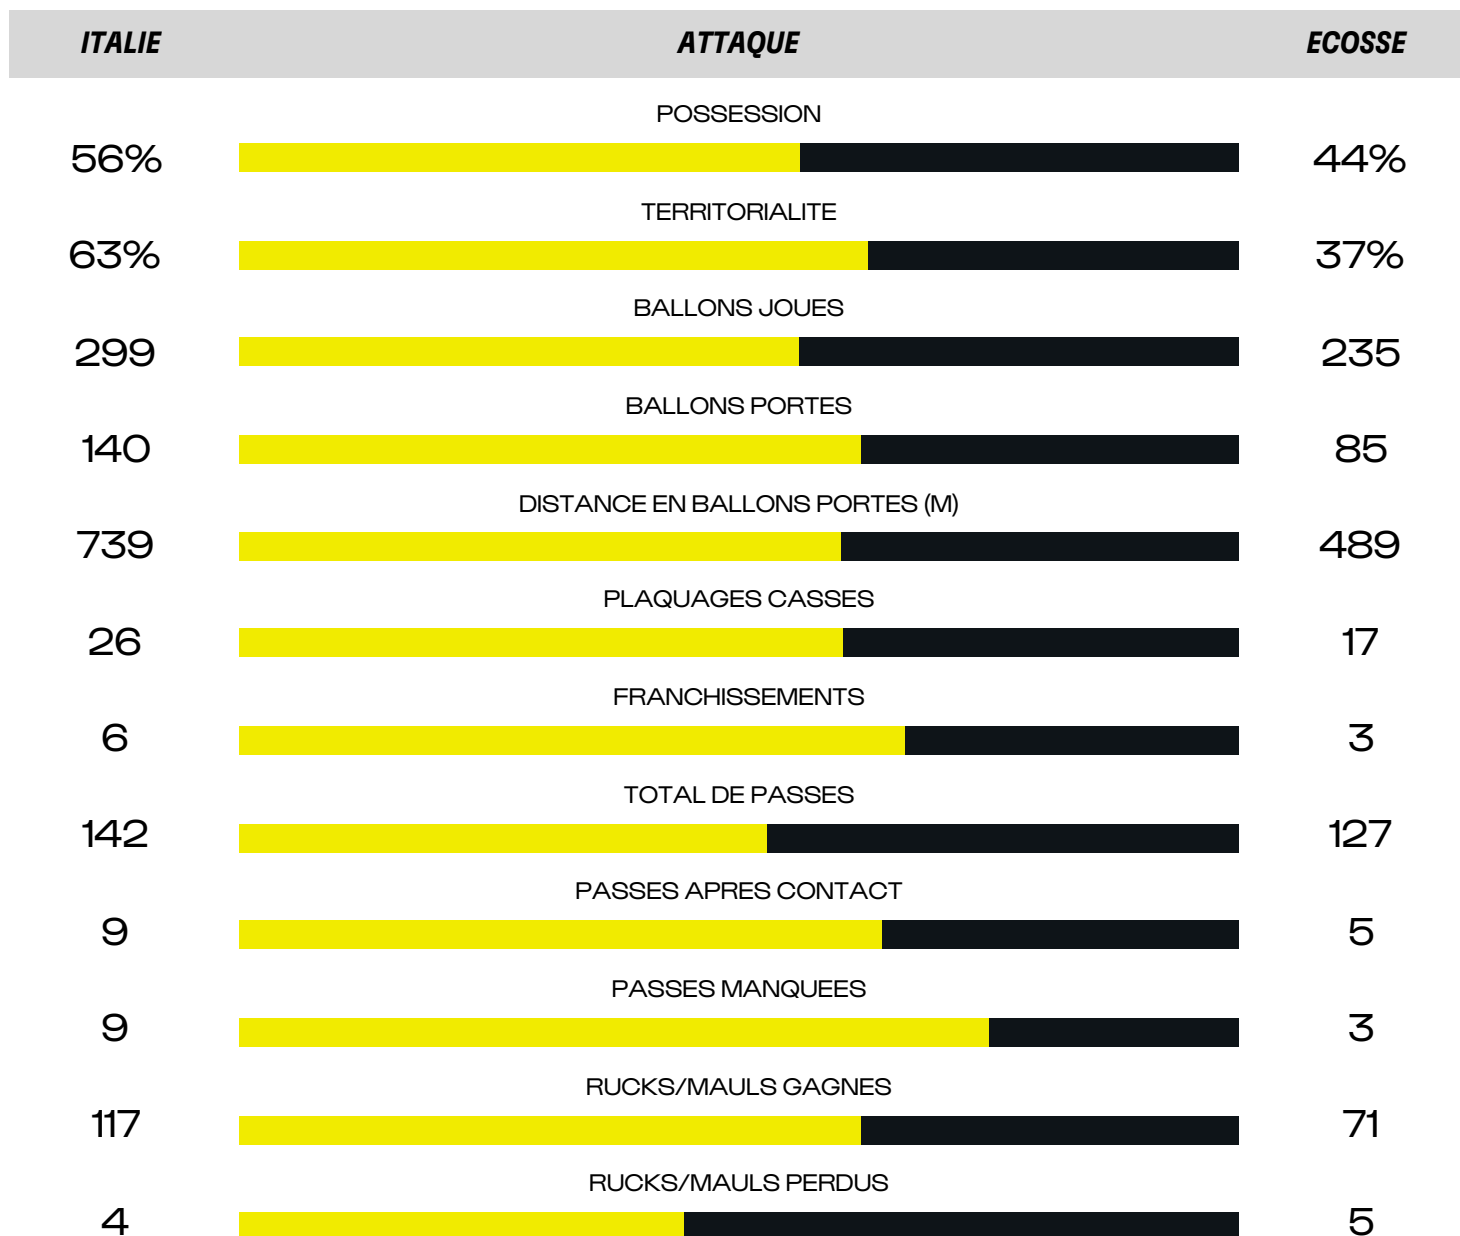 ITALIE ATTAQUE ECOSSE
POSSESSION
56% 44%
TERRITORIALITE
63% 37%
BALLONS JOUES
299 235
BALLONS PORTES
140 85
DISTANCE EN BALLONS PORTES (M)
739 489
PLAQUAGES CASSES
26 17
FRANCHISSEMENTS
6 3
TOTAL DE PASSES
142 127
PASSES APRES CONTACT
9 5
PASSES MANQUEES
9 3
RUCKS/MAULS GAGNES
117 71
RUCKS/MAULS PERDUS
4 5